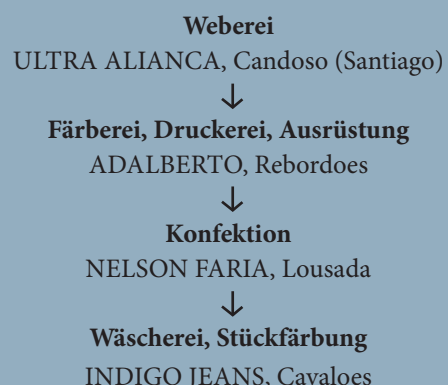 Weberei
ULTRA ALIANCA, Candoso (Santiago)
↓
Färberei, Druckerei, Ausrüstung
ADALBERTO, Rebordoes
↓
Konfektion
NELSON FARIA, Lousada
↓
Wäscherei, Stückfärbung
INDIGO JEANS, Cavaloes